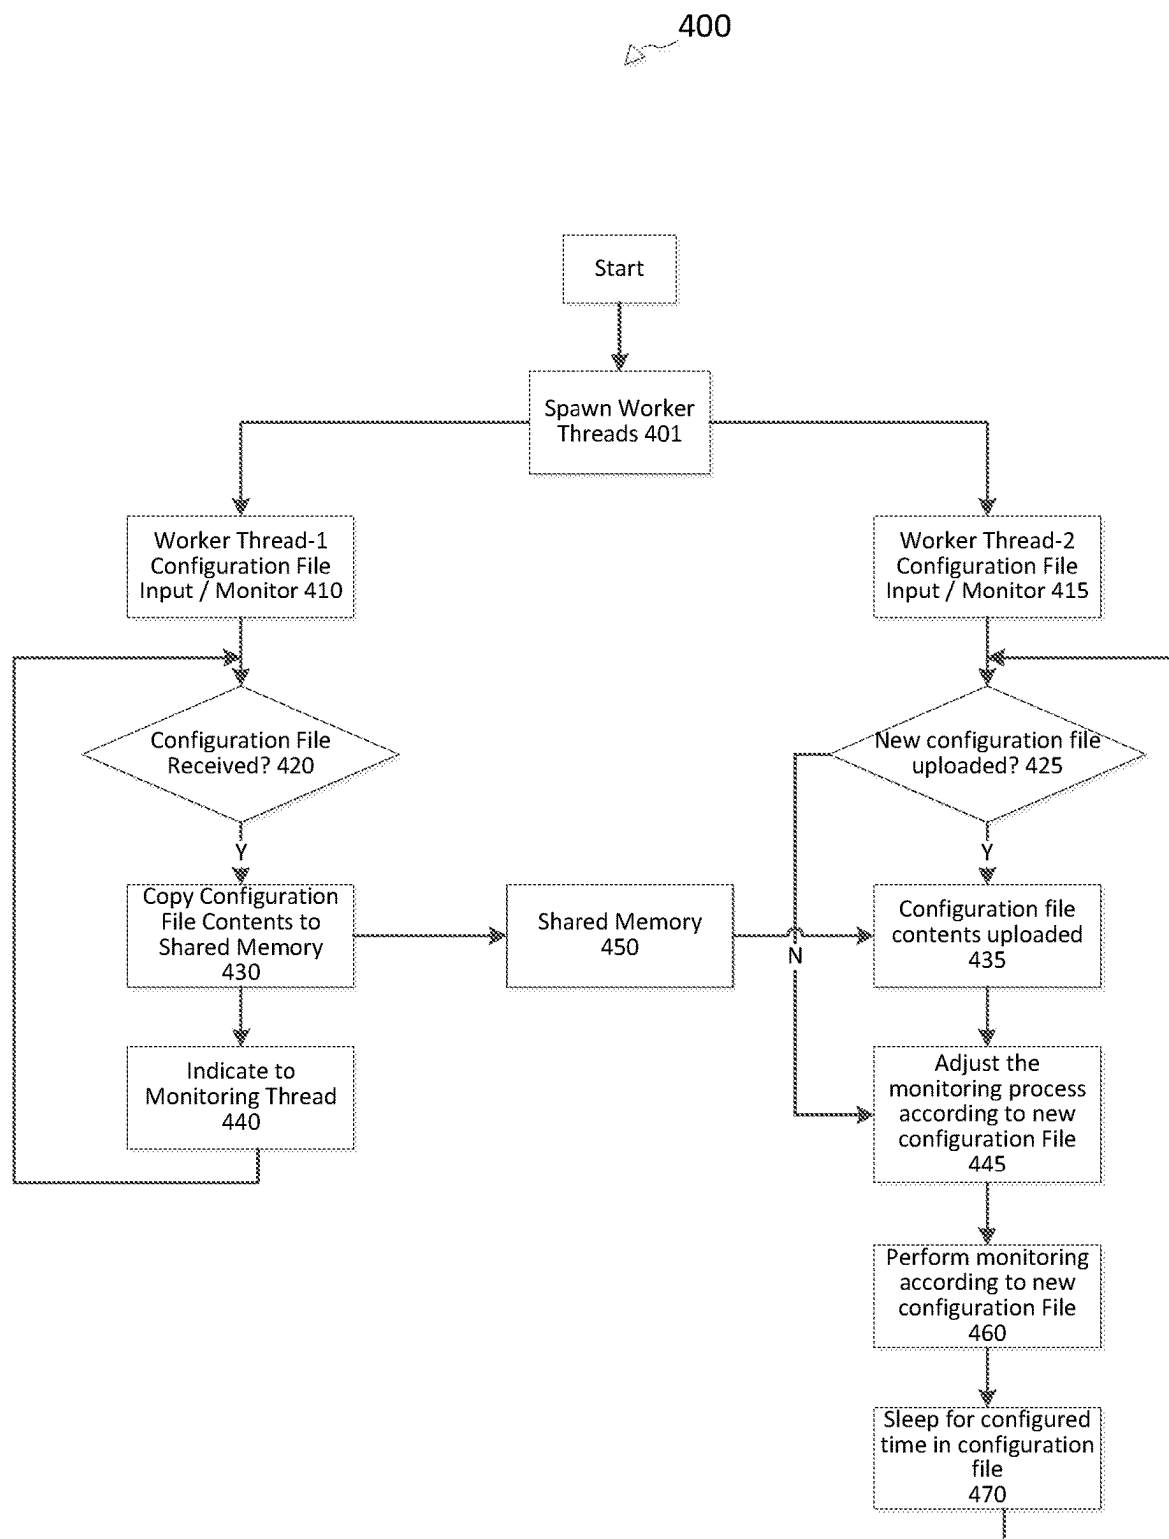 400
Start
Spawn Worker
Threads 401
Worker Thread-1
Configuration File
Input / Monitor 410
Worker Thread-2
Configuration File
Input / Monitor 415
Configuration File
Received? 420
New configuration file
uploaded? 425
Y
Y
Copy Configuration
File Contents to
Shared Memory
430
Shared Memory
450
N
Configuration file
contents uploaded
435
Indicate to
Monitoring Thread
440
Adjust the
monitoring process
according to new
configuration File
445
Perform monitoring
according to new
configuration File
460
Sleep for configured
time in configuration
file
470